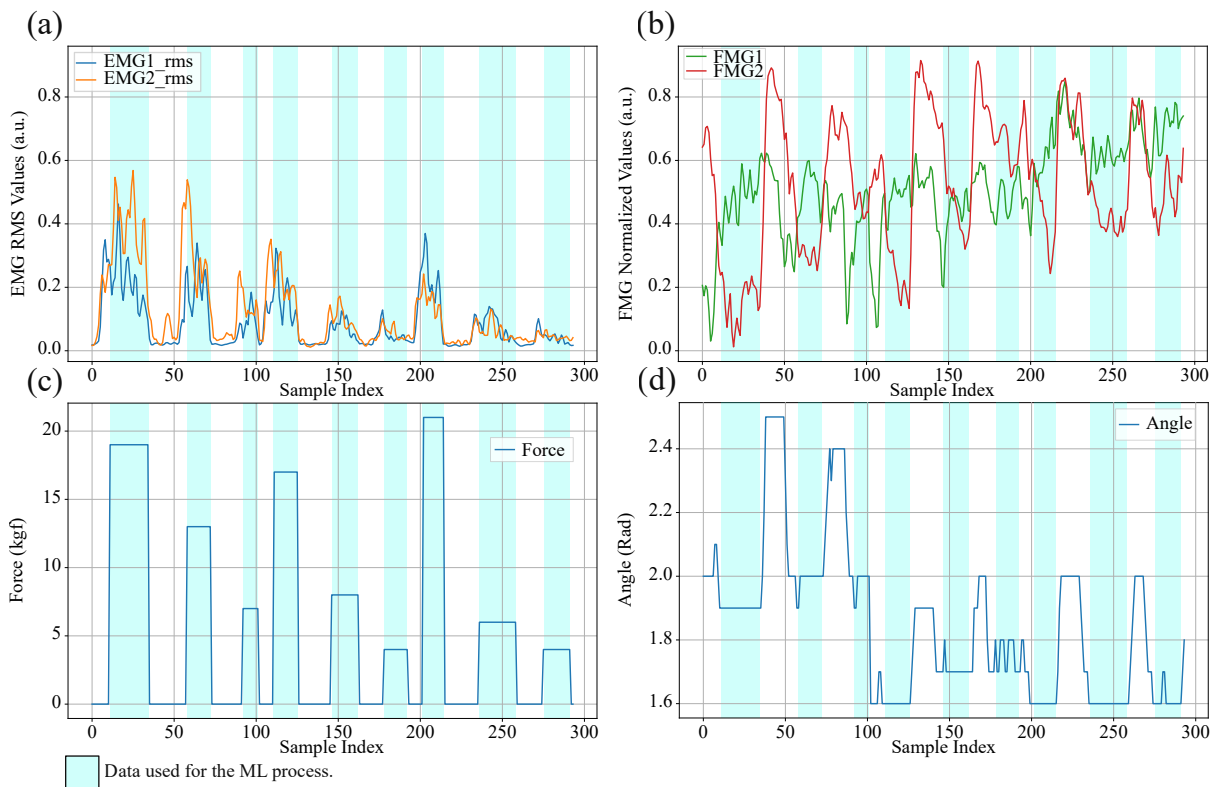 (a)
EMG1_rms
EMG2_rms
EMG RMS Values (a.u.)
0.8
0.6
0.4
0.2
0.0
0 50 100 150 200 250 300
Sample Index
(b)
FMG1
FMG2
FMG Normalized Values (a.u.)
0.8
0.6
0.4
0.2
0.0
0 50 100 150 200 250 300
Sample Index
(c)
Force
Force (kgf)
20
15
10
5
0
0 50 100 150 200 250 300
Sample Index
(d)
Angle
Angle (Rad)
2.4
2.2
2.0
1.8
1.6
0 50 100 150 200 250 300
Sample Index
Data used for the ML process.